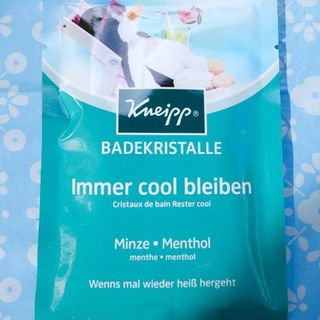 Kneipp®
BADEKRISTALLE
Immer cool bleiben
Cristaux de bain Rester cool
Minze • Menthol
menthe • menthol
Wenns mal wieder heiß hergeht